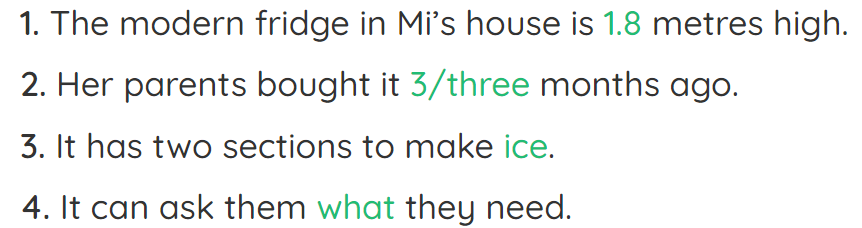 1. The modern fridge in Mi’s house is 1.8 metres high.
2. Her parents bought it 3/three months ago.
3. It has two sections to make ice.
4. It can ask them what they need.